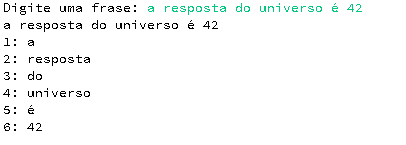 Digite uma frase: a resposta do universo é 42
a resposta do universo é 42
1: a
2: resposta
3: do
4: universo
5: é
6: 42